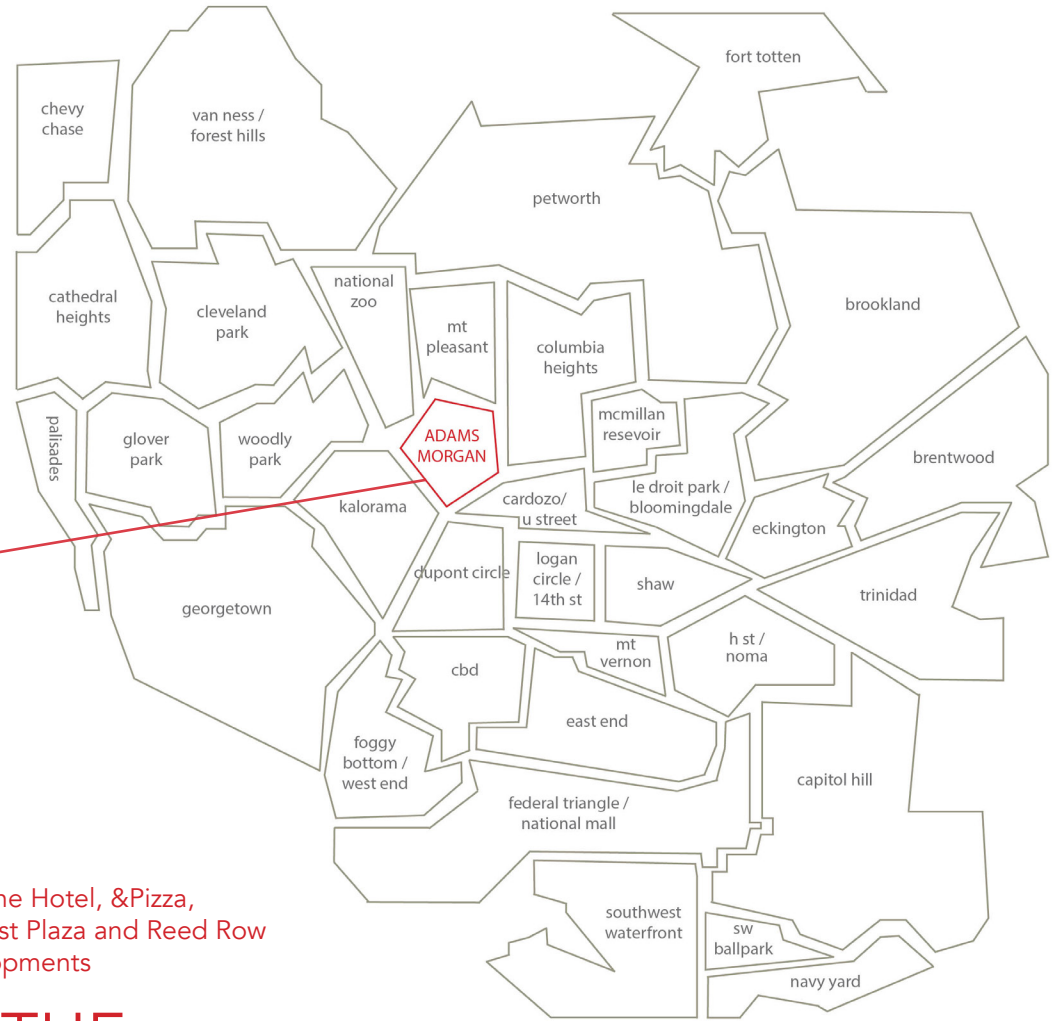 fort totten
chevy
chase
van ness /
forest hills
petworth
national
zoo
cathedral
heights
cleveland
park
brookland
mt
pleasant
columbia
heights
mcmillan
resevoir
ADAMS
MORGAN
palisades
glover
park
woodly
park
brentwood
le droit park /
bloomingdale
kalorama
cardozo/
u street
eckington
dupont circle
logan
circle /
14th st
shaw
trinidad
georgetown
mt
vernon
h st /
noma
cbd
east end
foggy
bottom /
west end
capitol hill
federal triangle /
national mall
southwest
waterfront
sw
ballpark
navy yard
ne Hotel, &Pizza,
st Plaza and Reed Row
opments
THE